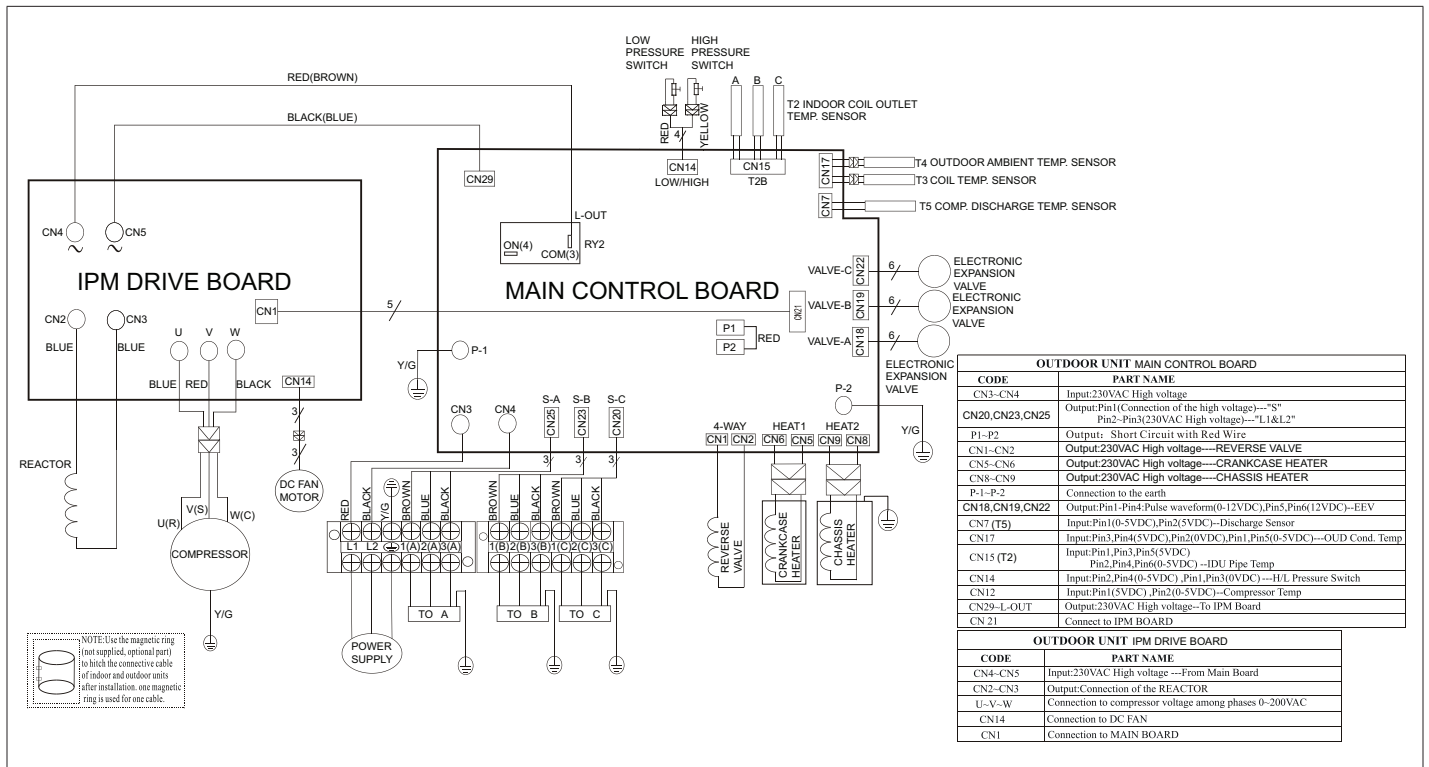 LOW
PRESSURE
SWITCH
HIGH
PRESSURE
SWITCH
A B C
RED(BROWN)
BLACK(BLUE)
T2 INDOOR COIL OUTLET
TEMP. SENSOR
RED
4
YELLOW
CN14
LOW/HIGH
CN15
T2B
CN17
T4 OUTDOOR AMBIENT TEMP. SENSOR
T3 COIL TEMP. SENSOR
CN7
T5 COMP. DISCHARGE TEMP. SENSOR
CN29
L-OUT
ON(4)
COM(3)
RY2
CN4
CN5
IPM DRIVE BOARD
MAIN CONTROL BOARD
VALVE-C
CN22
6
ELECTRONIC
EXPANSION
VALVE
VALVE-B
CN19
6
ELECTRONIC
EXPANSION
VALVE
VALVE-A
CN18
6
ELECTRONIC
EXPANSION
VALVE
CN1
5
CN21
CN2
CN3
BLUE
BLUE
U V W
BLUE
RED
BLACK
CN14
P1
P2
RED
P-1
Y/G
P-2
Y/G
CN3
CN4
S-A
S-B
S-C
CN25
CN23
CN20
3
3
3
4-WAY
HEAT1
HEAT2
CN1
CN2
CN6
CN5
CN9
CN8
REACTOR
3
3
DC FAN
MOTOR
V(S)
U(R)
W(C)
COMPRESSOR
Y/G
RED
BLACK
Y/G
BROWN
BLUE
BLACK
BROWN
BLUE
BLACK
BROWN
BLUE
BLACK
L1 L2 1(A) 2(A) 3(A)
1(B) 2(B) 3(B) 1(C) 2(C) 3(C)
TO A
TO B
TO C
POWER
SUPPLY
REVERSE
VALVE
CRANKCASE
HEATER
CHASSIS
HEATER
NOTE:Use the magnetic ring
(not supplied, optional part)
to hitch the connective cable
of indoor and outdoor units
after installation. one magnetic
ring is used for one cable.
OUTDOOR UNIT MAIN CONTROL BOARD
CODE PART NAME
CN3~CN4 Input:230VAC High voltage
CN20,CN23,CN25 Output:Pin1(Connection of the high voltage)---"S"
Pin2~Pin3(230VAC High voltage)---"L1&L2"
P1~P2 Output: Short Circuit with Red Wire
CN1~CN2 Output:230VAC High voltage----REVERSE VALVE
CN5~CN6 Output:230VAC High voltage----CRANKCASE HEATER
CN8~CN9 Output:230VAC High voltage----CHASSIS HEATER
P-1~P-2 Connection to the earth
CN18,CN19,CN22 Output:Pin1-Pin4:Pulse waveform(0-12VDC),Pin5,Pin6(12VDC)--EEV
CN7 (T5) Input:Pin1(0-5VDC),Pin2(5VDC)--Discharge Sensor
CN17 Input:Pin3,Pin4(5VDC),Pin2(0VDC),Pin1,Pin5(0-5VDC)---OUD Cond. Temp
CN15 (T2) Input:Pin1,Pin3,Pin5(5VDC)
Pin2,Pin4,Pin6(0-5VDC) --IDU Pipe Temp
CN14 Input:Pin2,Pin4(0-5VDC) ,Pin1,Pin3(0VDC) ---H/L Pressure Switch
CN12 Input:Pin1(5VDC) ,Pin2(0-5VDC)--Compressor Temp
CN29~L-OUT Output:230VAC High voltage--To IPM Board
CN 21 Connect to IPM BOARD
OUTDOOR UNIT IPM DRIVE BOARD
CODE PART NAME
CN4~CN5 Input:230VAC High voltage ---From Main Board
CN2~CN3 Output:Connection of the REACTOR
U~V~W Connection to compressor voltage among phases 0~200VAC
CN14 Connection to DC FAN
CN1 Connection to MAIN BOARD